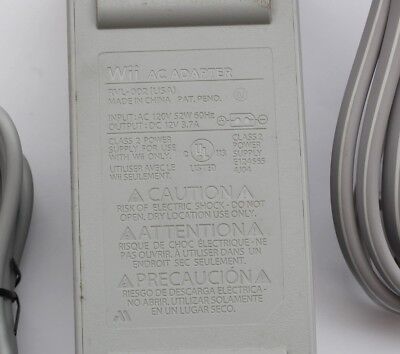 Wii AC ADAPTER
RVL-002 (USA)
MADE IN CHINA PAT. PEND.
INPUT: AC 120V 52W 60Hz
OUTPUT: DC 12V 3.7A
CLASS 2 POWER
SUPPLY FOR USE
WITH Wii ONLY.
UTILISER AVEC LE
Wii SEULEMENT.
C UL
LISTED
CLASS 2
POWER
SUPPLY
E124585
4J04
CAUTION
RISK OF ELECTRIC SHOCK - DO NOT
OPEN. DRY LOCATION USE ONLY.
ATTENTION
RISQUE DE CHOC ÉLECTRIQUE - NE
PAS OUVRIR. À UTILISER DANS UN
ENDROIT SEC SEULEMENT.
PRECAUCIÓN
RIESGO DE DESCARGA ELÉCTRICA-
NO ABRIR. UTILIZAR SOLAMENTE
EN UN LUGAR SECO.